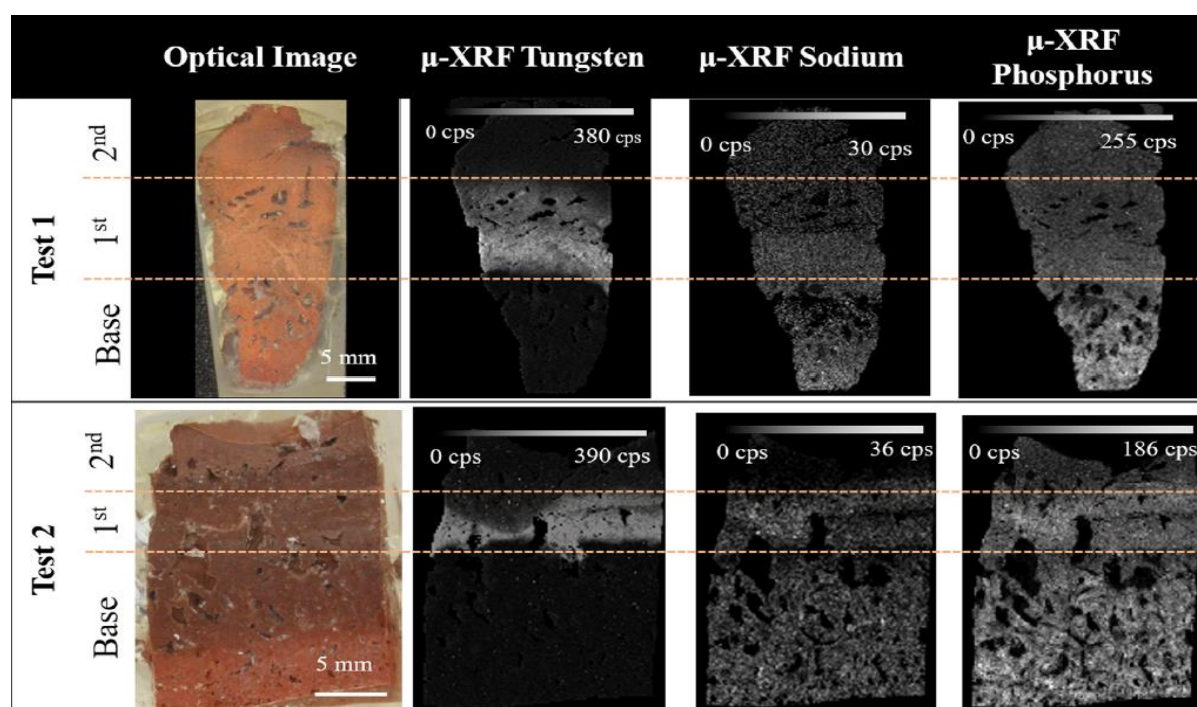 Optical Image
μ-XRF Tungsten
μ-XRF Sodium
μ-XRF
Phosphorus
Test 1
2nd
1st
Base
5 mm
0 cps
380 cps
0 cps
30 cps
0 cps
255 cps
Test 2
2nd
1st
Base
5 mm
0 cps
390 cps
0 cps
36 cps
0 cps
186 cps